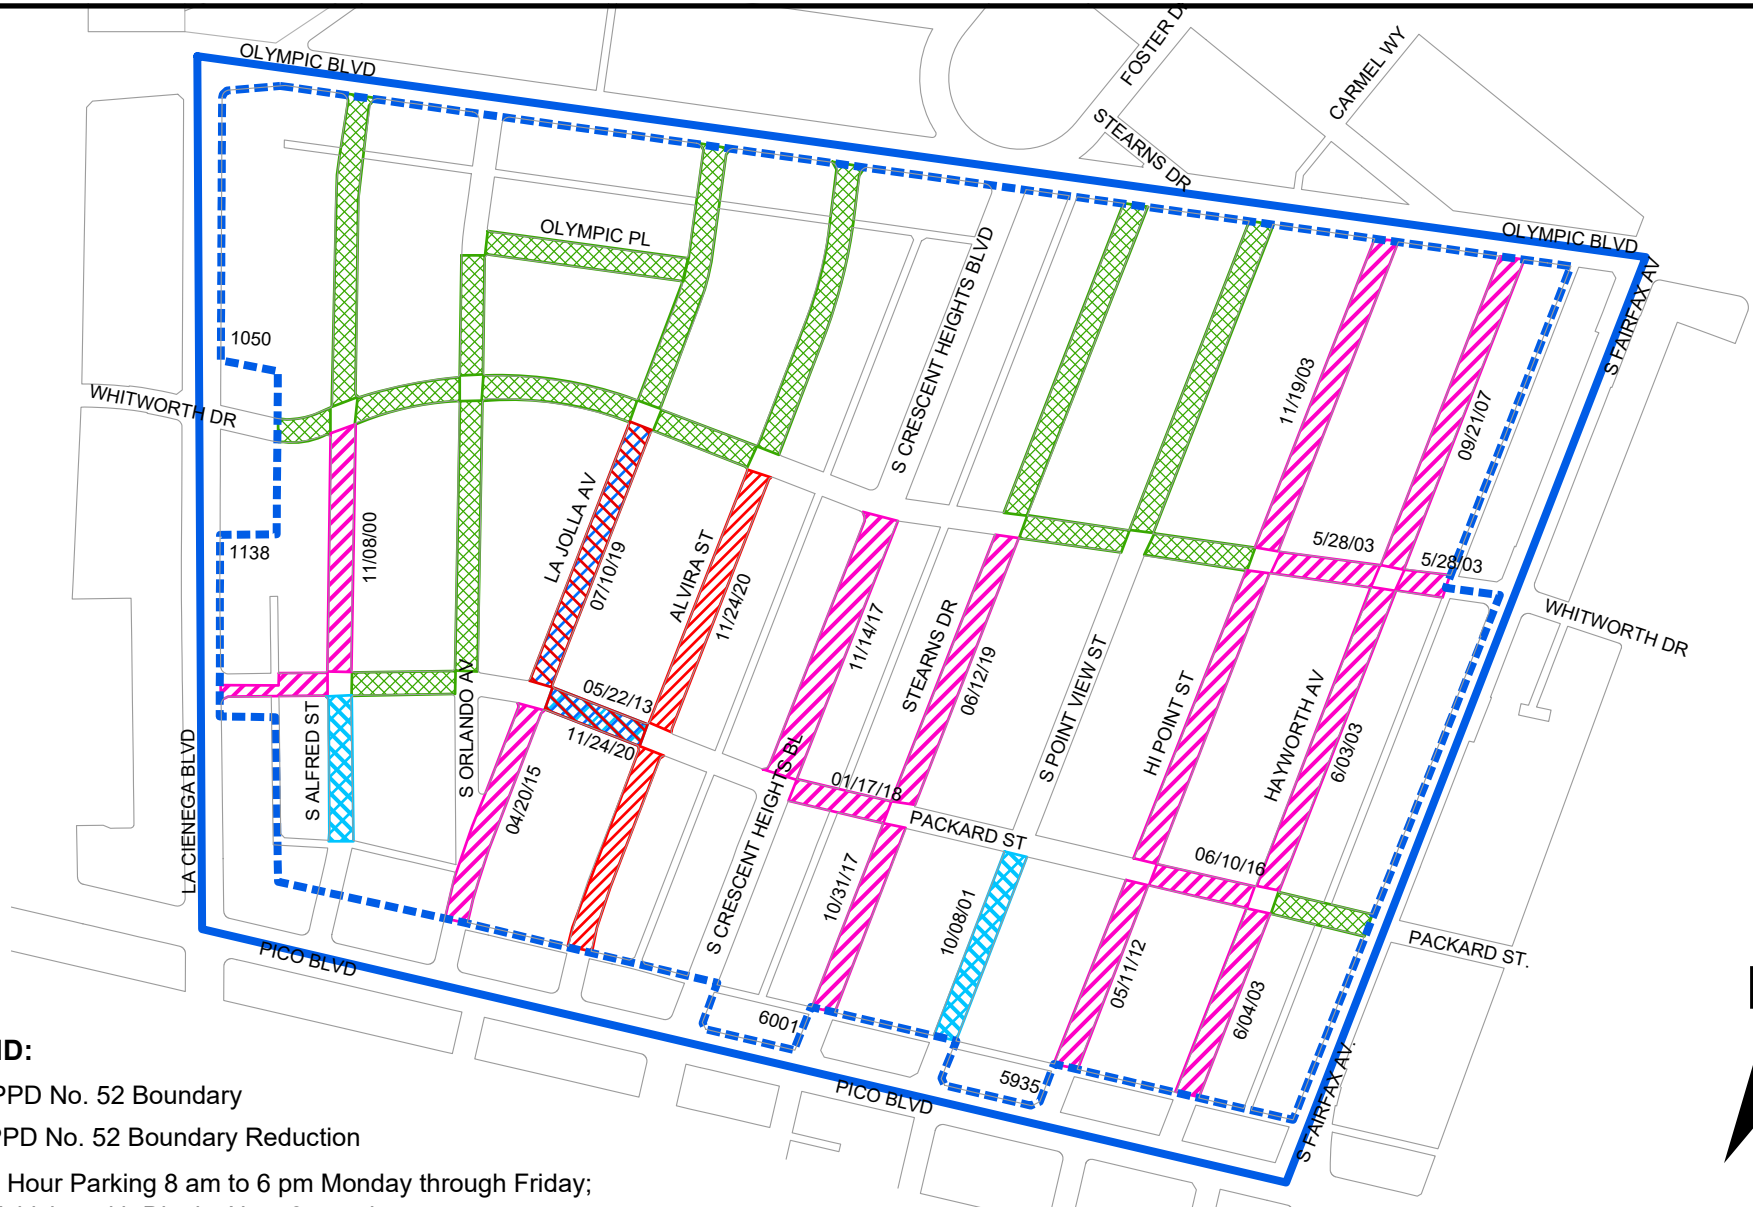 OLYMPIC BLVD
FOSTER D
CARMEL WY
STEARNS DR
OLYMPIC BLVD
OLYMPIC PL
S CRESCENT HEIGHTS BLVD
S FAIRFAX AV
1050
WHITWORTH DR
11/19/03
09/21/07
11/08/00
1138
LA JOLLA AV
07/10/19
ALVIRA ST
11/24/20
11/14/17
STEARNS DR
06/12/19
5/28/03
5/28/03
WHITWORTH DR
S POINT VIEW ST
HI POINT ST
HAYWORTH AV
6/03/03
S ORLANDO AV
05/22/13
11/24/20
S ALFRED ST
LA CIENEGA BLVD
04/20/15
S CRESCENT HEIGHTS BL
01/17/18
PACKARD ST
06/10/16
S CRESCENT HEIGHTS BLVD
10/31/17
10/08/01
05/11/12
6/04/03
PACKARD ST.
PICO BLVD
6001
5935
PICO BLVD
S FAIRFAX AV.
ND:
PPD No. 52 Boundary
PPD No. 52 Boundary Reduction
Hour Parking 8 am to 6 pm Monday through Friday;